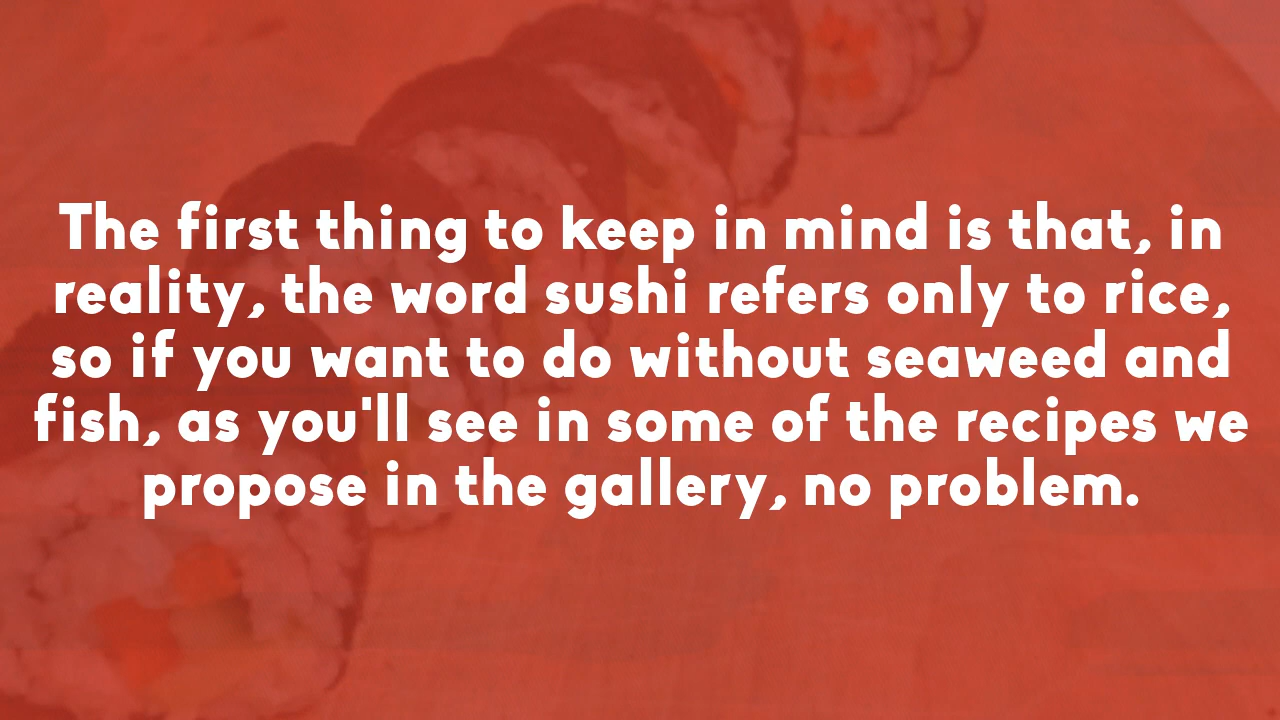 The first thing to keep in mind is that, in
reality, the word sushi refers only to rice,
so if you want to do without seaweed and
fish, as you'll see in some of the recipes we
propose in the gallery, no problem.